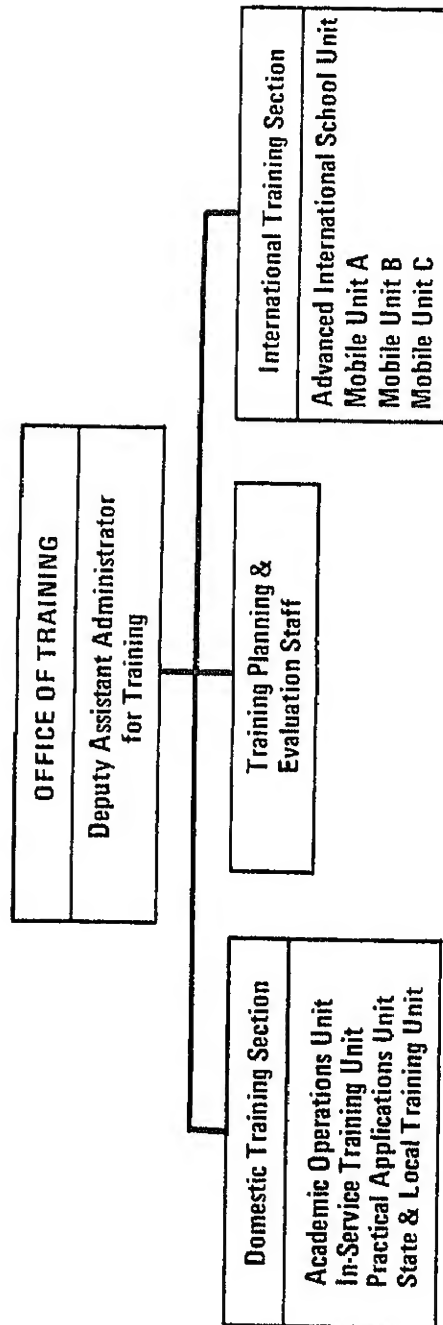 OFFICE OF TRAINING
Deputy Assistant Administrator
for Training
Domestic Training Section
Academic Operations Unit
In-Service Training Unit
Practical Applications Unit
State & Local Training Unit
Training Planning &
Evaluation Staff
International Training Section
Advanced International School Unit
Mobile Unit A
Mobile Unit B
Mobile Unit C